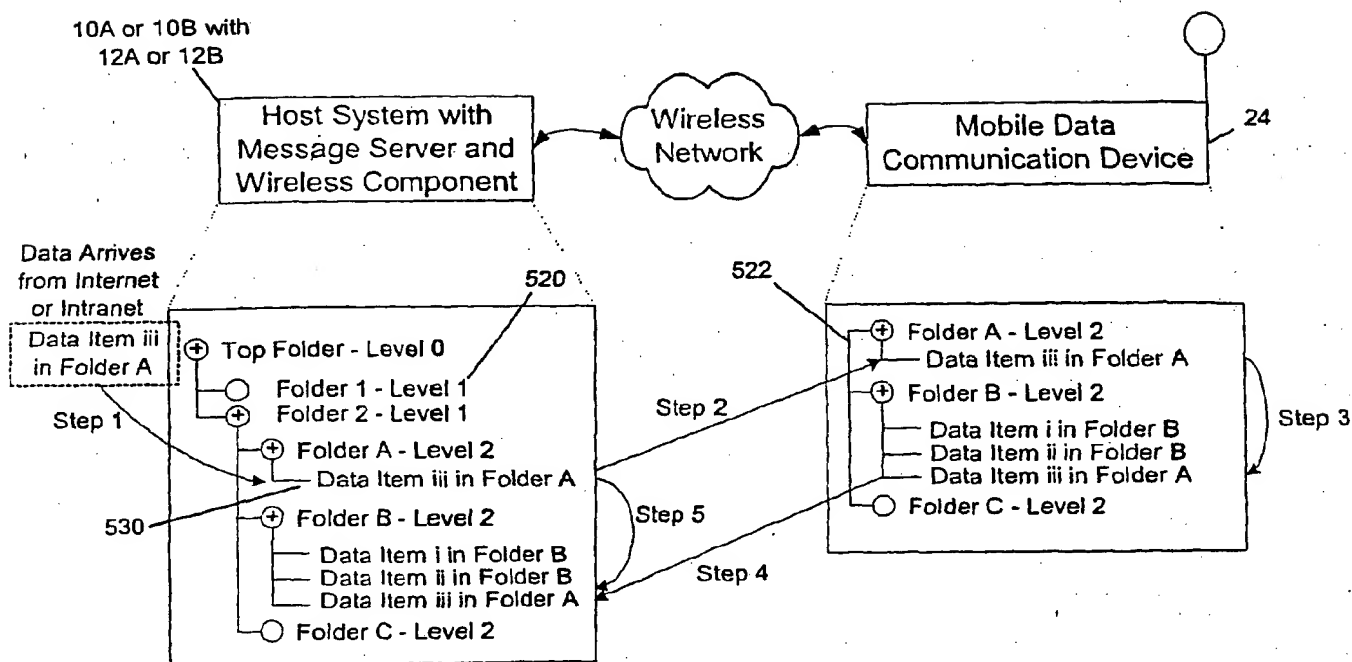 10A or 10B with
12A or 12B
Host System with
Message Server and
Wireless Component
Wireless
Network
Mobile Data
Communication Device
24
Data Arrives
from Internet
or Intranet
Data Item iii
in Folder A
Step 1
520
Top Folder - Level 0
Folder 1 - Level 1
Folder 2 - Level 1
Folder A - Level 2
Data Item iii in Folder A
530
Folder B - Level 2
Data Item i in Folder B
Data Item ii in Folder B
Data Item iii in Folder A
Folder C - Level 2
Step 2
Step 5
Step 4
522
Folder A - Level 2
Data Item iii in Folder A
Folder B - Level 2
Data Item i in Folder B
Data Item ii in Folder B
Data Item iii in Folder A
Folder C - Level 2
Step 3